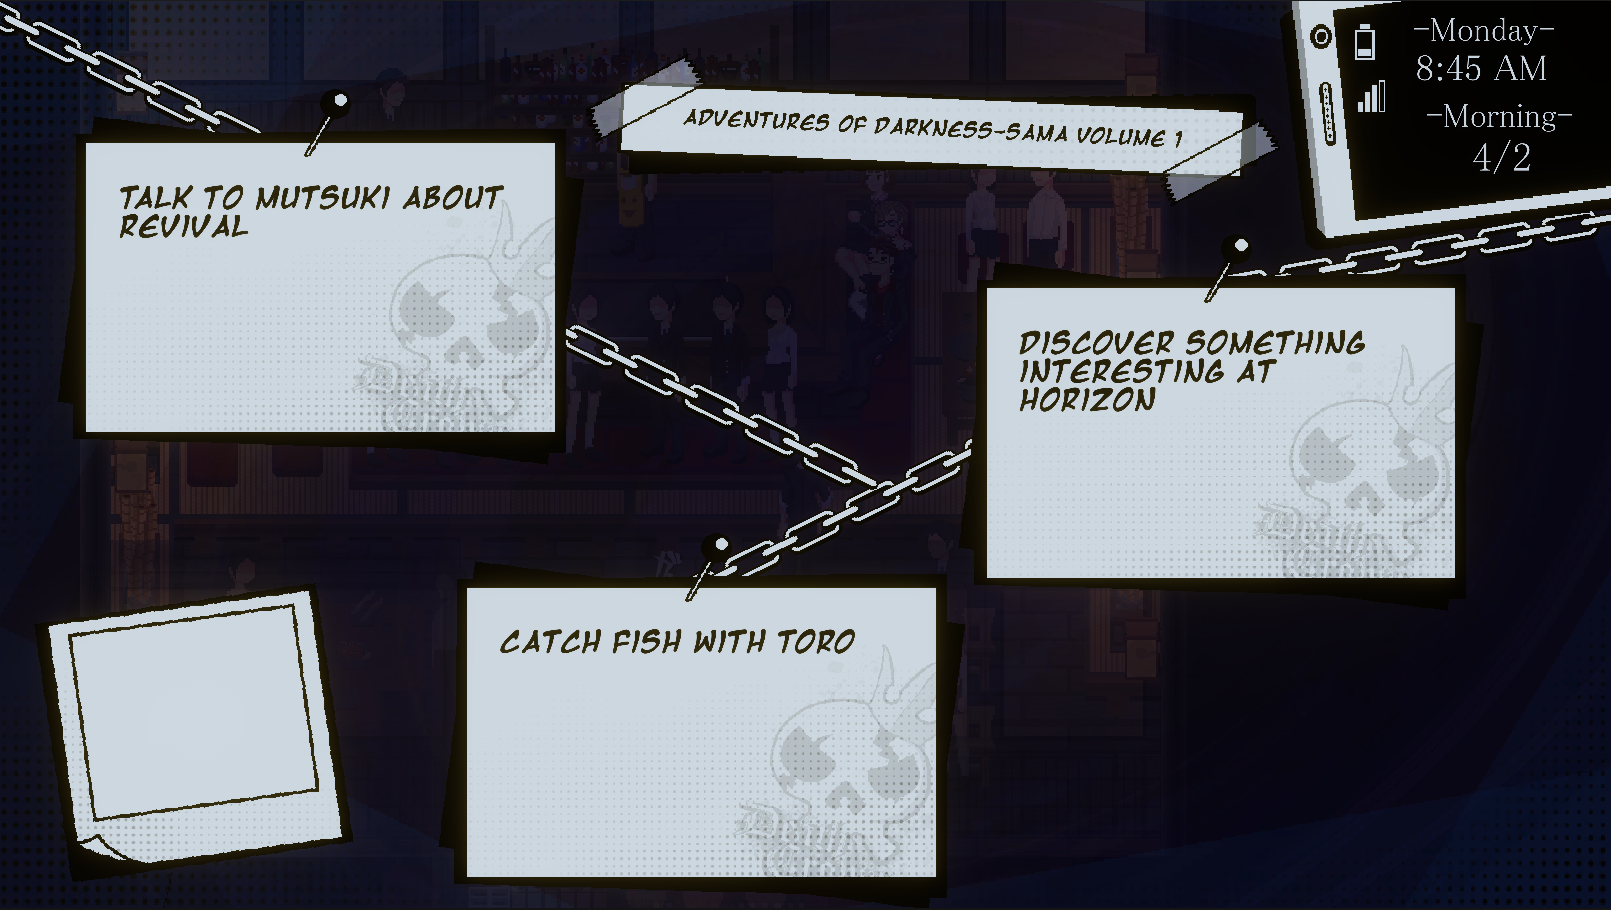 -Monday-
8:45 AM
-Morning-
4/2
ADVENTURES OF DARKNESS-SAMA VOLUME 1
TALK TO MUTSUKI ABOUT
REVIVAL
DISCOVER SOMETHING
INTERESTING AT
HORIZON
CATCH FISH WITH TORO